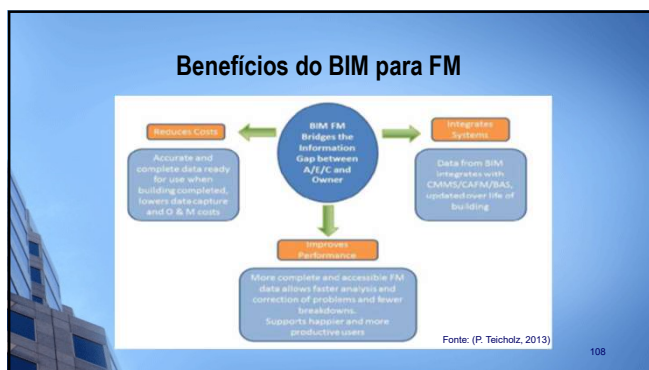 Benefícios do BIM para FM
BIM FM
Bridges the
Information
Gap between
A/E/C and
Owner
Reduces Costs
Accurate and
complete data ready
for use when
building completed,
lowers data capture
and O & M costs
Integrates
Systems
Data from BIM
integrates with
CMMS/CAFM/BAS,
updated over life of
building
Improves
Performance
More complete and accessible FM
data allows faster analysis and
correction of problems and fewer
breakdowns.
Supports happier and more
productive users
Fonte: (P. Teicholz, 2013)
108